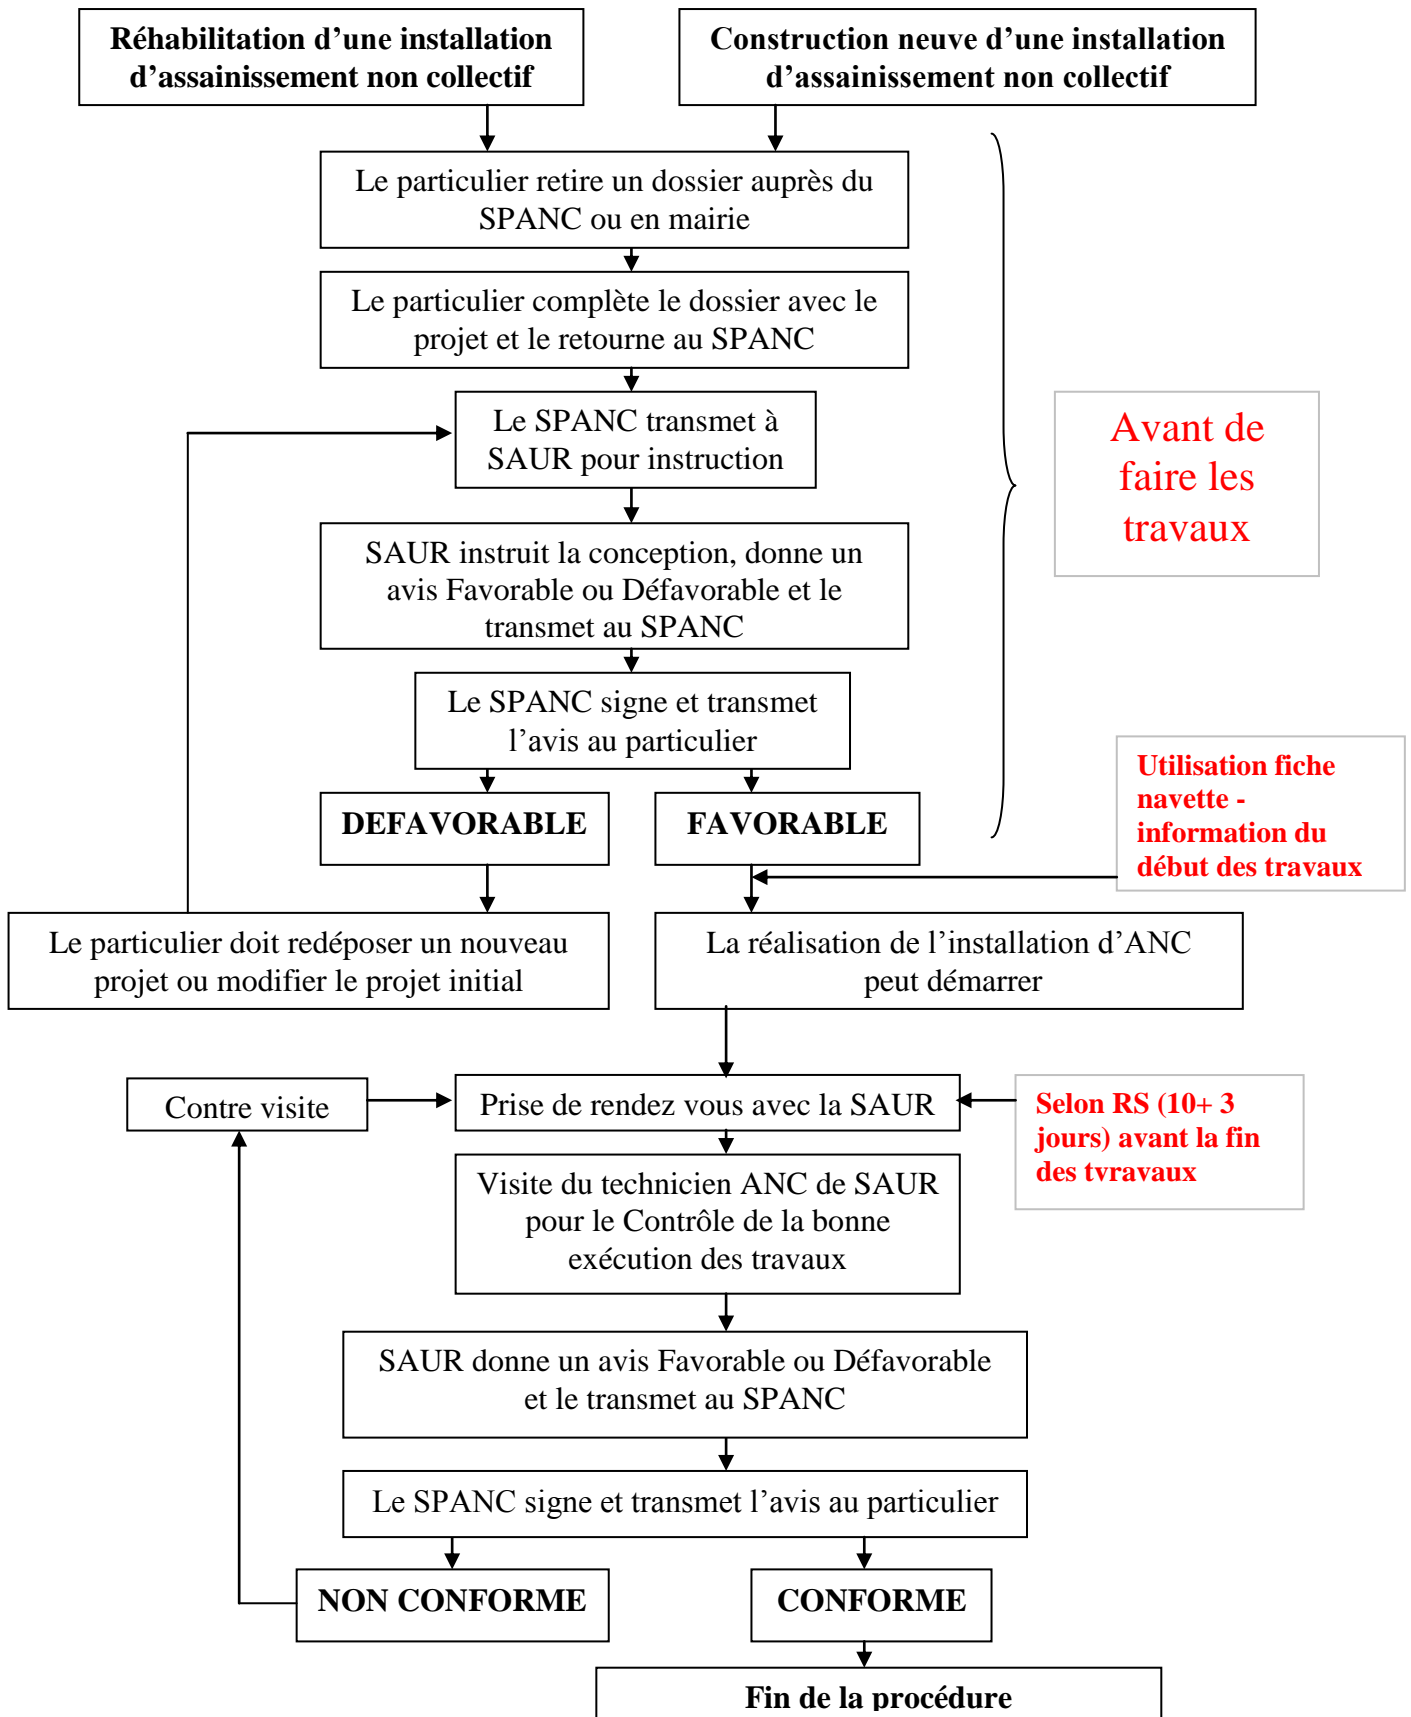 Réhabilitation d’une installation
d’assainissement non collectif
Construction neuve d’une installation
d’assainissement non collectif
Le particulier retire un dossier auprès du
SPANC ou en mairie
Le particulier complète le dossier avec le
projet et le retourne au SPANC
Le SPANC transmet à
SAUR pour instruction
Avant de
faire les
travaux
SAUR instruit la conception, donne un
avis Favorable ou Défavorable et le
transmet au SPANC
Le SPANC signe et transmet
l’avis au particulier
Utilisation fiche
navette -
information du
début des travaux
DEFAVORABLE
FAVORABLE
Le particulier doit redéposer un nouveau
projet ou modifier le projet initial
La réalisation de l’installation d’ANC
peut démarrer
Contre visite
Prise de rendez vous avec la SAUR
Selon RS (10+ 3
jours) avant la fin
des tvravaux
Visite du technicien ANC de SAUR
pour le Contrôle de la bonne
exécution des travaux
SAUR donne un avis Favorable ou Défavorable
et le transmet au SPANC
Le SPANC signe et transmet l’avis au particulier
NON CONFORME
CONFORME
Fin de la procédure